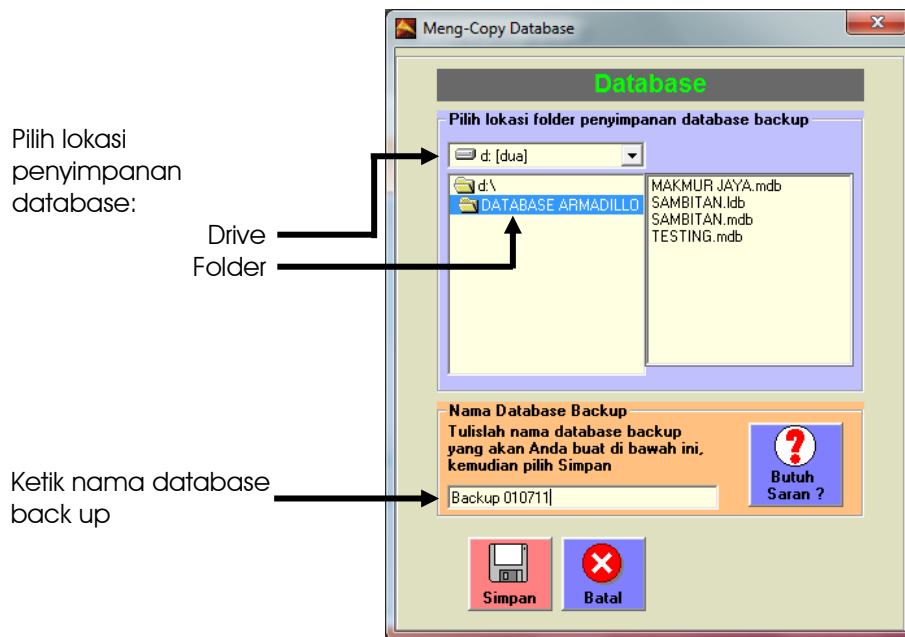 Meng-Copy Database
Database
Pilih lokasi folder penyimpanan database backup
Pilih lokasi
penyimpanan
database:
Drive
Folder
d: [dua]
d:\
DATABASE ARMADILLO
MAKMUR JAYA.mdb
SAMBITAN.ldb
SAMBITAN.mdb
TESTING.mdb
Nama Database Backup
Tulislah nama database backup
yang akan Anda buat di bawah ini,
kemudian pilih Simpan
Ketik nama database
back up
Backup 010711
?
Butuh
Saran ?
Simpan
Batal